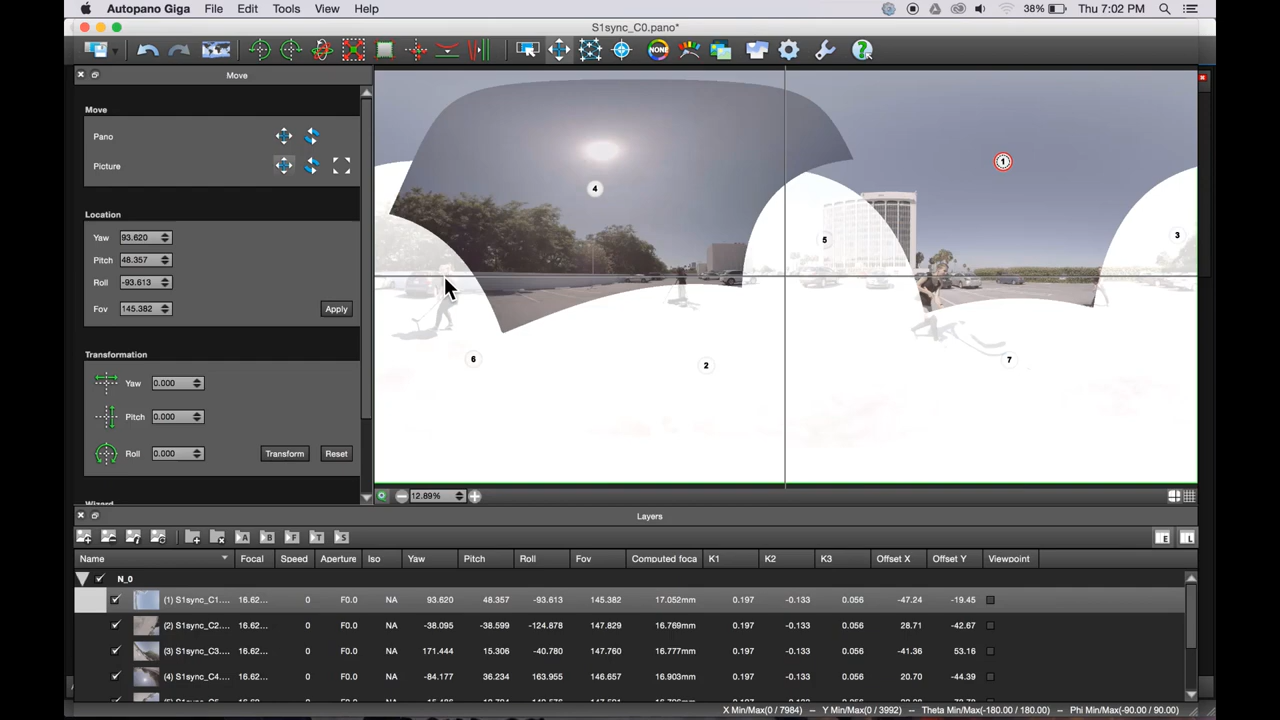 Autopano Giga File Edit Tools View Help 38% Thu 7:02 PM
S1sync_C0.pano*
NONE
Move
Move
Pano
Picture
Location
Yaw 93.620
Pitch 48.357
Roll -93.613
Fov 145.382 Apply
Transformation
Yaw 0.000
Pitch 0.000
Roll 0.000 Transform Reset
1
4
3
5
6
2
7
12.89%
Layers
A B F T S E L
Name Focal Speed Aperture Iso Yaw Pitch Roll Fov Computed foca K1 K2 K3 Offset X Offset Y Viewpoint
N_0
(1) S1sync_C1.... 16.62... 0 F0.0 NA 93.620 48.357 -93.613 145.382 17.052mm 0.197 -0.133 0.056 -47.24 -19.45
(2) S1sync_C2.... 16.62... 0 F0.0 NA -38.095 -38.599 -124.878 147.829 16.769mm 0.197 -0.133 0.056 28.71 -42.67
(3) S1sync_C3.... 16.62... 0 F0.0 NA 171.444 15.306 -40.780 147.760 16.777mm 0.197 -0.133 0.056 -41.36 53.16
(4) S1sync_C4.... 16.62... 0 F0.0 NA -84.177 36.234 163.955 146.657 16.903mm 0.197 -0.133 0.056 20.70 -44.39
X Min/Max(0 / 7984) -- Y Min/Max(0 / 3992) -- Theta Min/Max(-180.00 / 180.00) -- Phi Min/Max(-90.00 / 90.00)